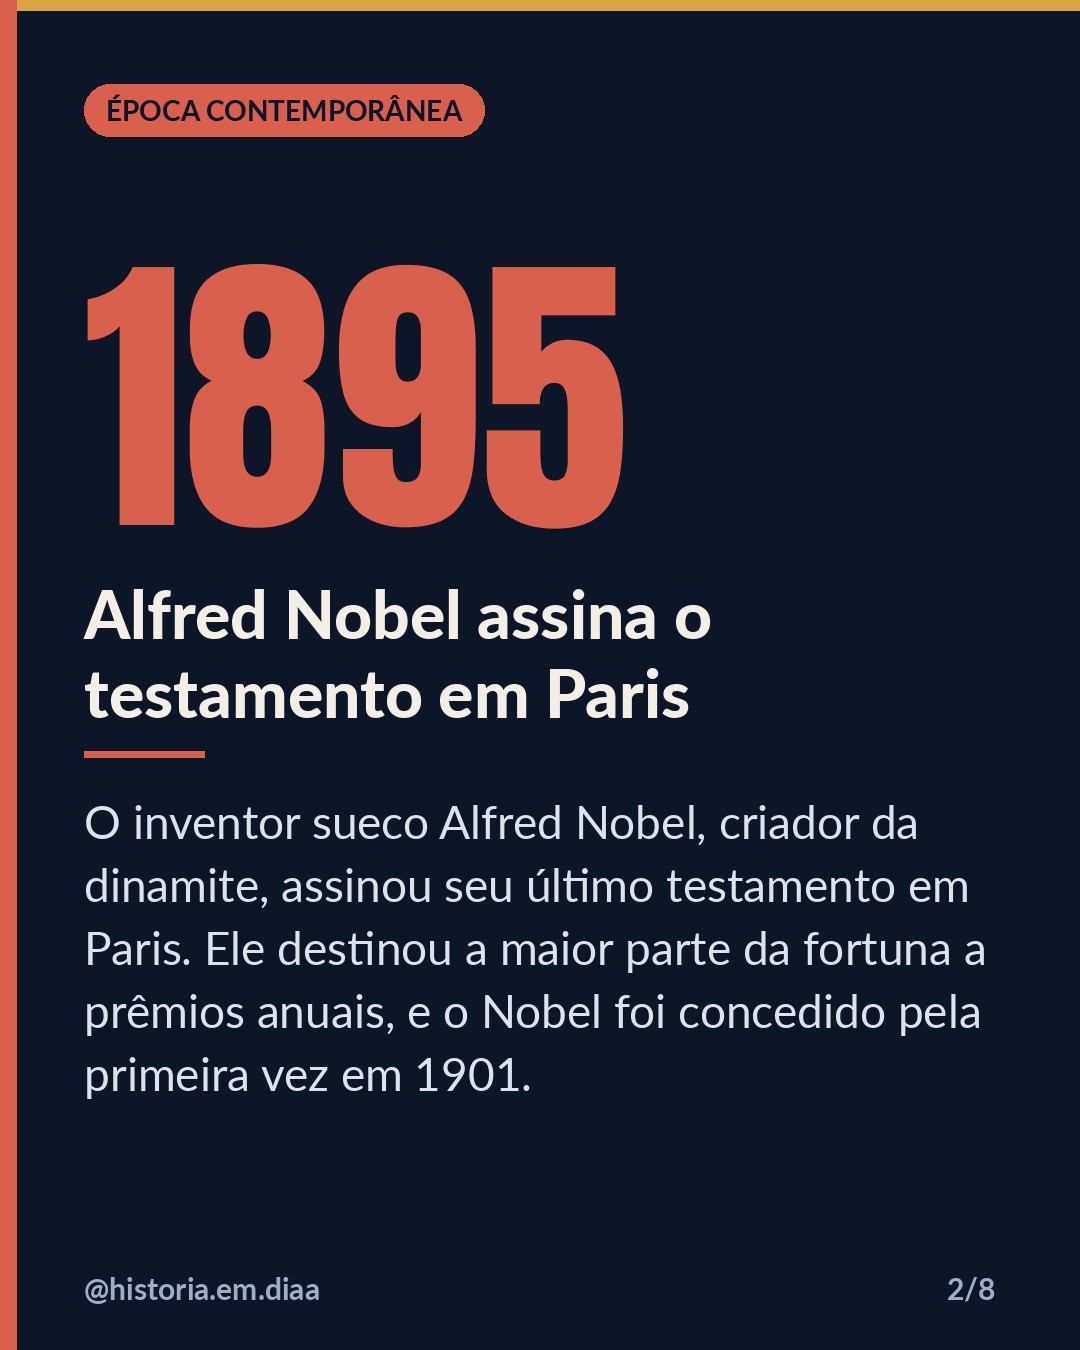 ÉPOCA CONTEMPORÂNEA
1895
Alfred Nobel assina o
testamento em Paris
O inventor sueco Alfred Nobel, criador da
dinamite, assinou seu último testamento em
Paris. Ele destinou a maior parte da fortuna a
prêmios anuais, e o Nobel foi concedido pela
primeira vez em 1901.
@historia.em.diaa
2/8